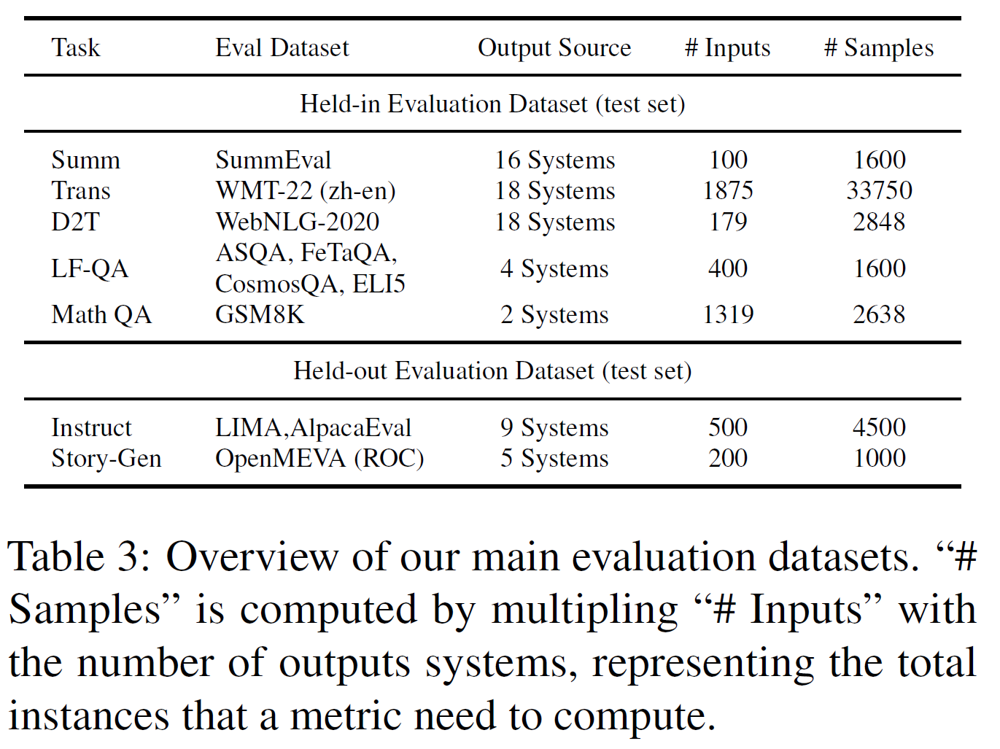 Task Eval Dataset Output Source # Inputs # Samples
Held-in Evaluation Dataset (test set)
Summ SummEval 16 Systems 100 1600
Trans WMT-22 (zh-en) 18 Systems 1875 33750
D2T WebNLG-2020 18 Systems 179 2848
LF-QA ASQA, FeTaQA, CosmosQA, ELI5 4 Systems 400 1600
Math QA GSM8K 2 Systems 1319 2638
Held-out Evaluation Dataset (test set)
Instruct LIMA,AlpacaEval 9 Systems 500 4500
Story-Gen OpenMEVA (ROC) 5 Systems 200 1000
Table 3: Overview of our main evaluation datasets. “#
Samples” is computed by multipling “# Inputs” with
the number of outputs systems, representing the total
instances that a metric need to compute.